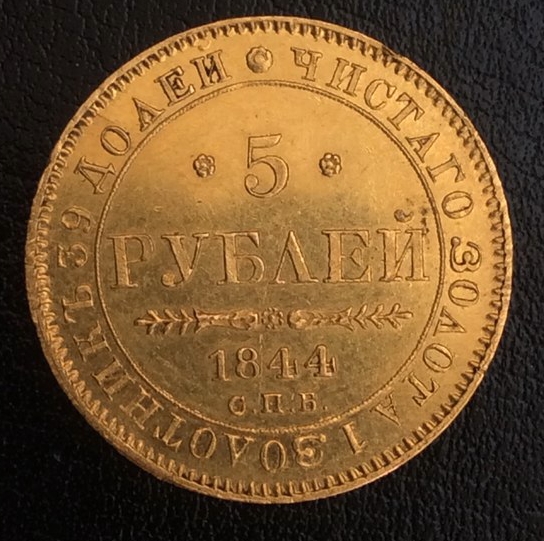 5
РУБЛЕЙ
1844
С.П.Б.
ЧИСТАГО ЗОЛОТА 1 ЗОЛОТНИКЪ 39 ДОЛЕЙ